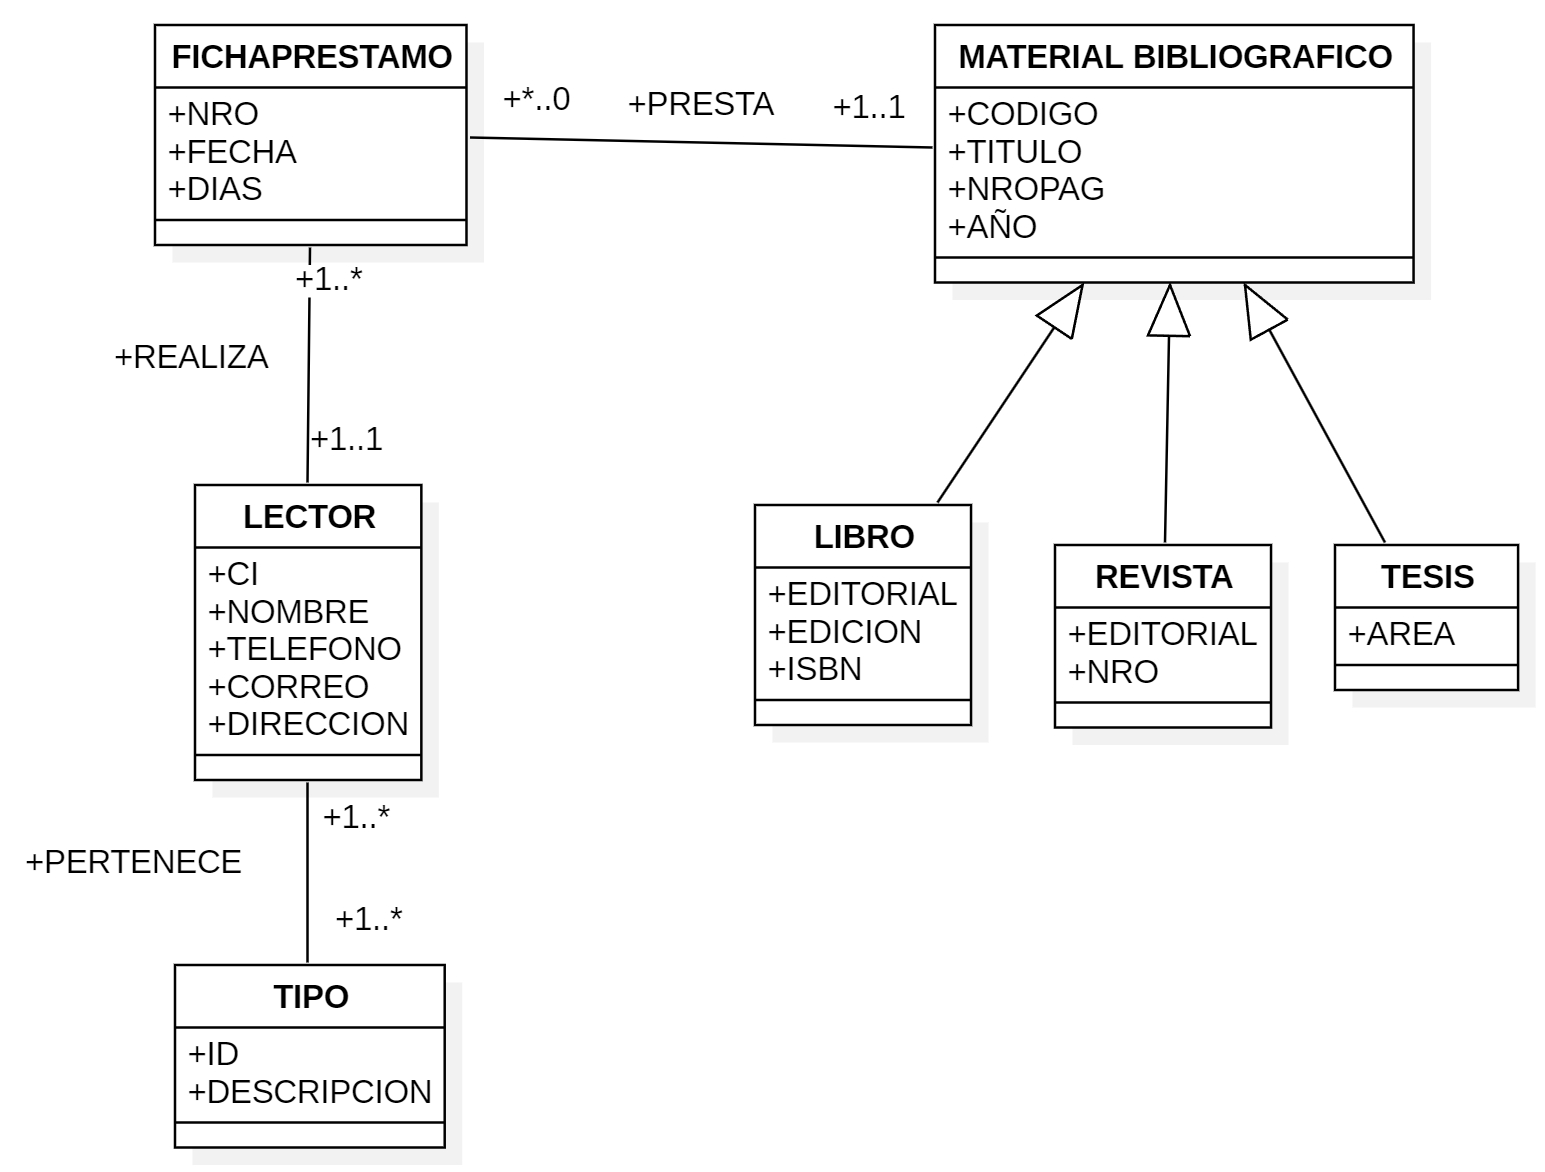 FICHAPRESTAMO
+NRO
+FECHA
+DIAS
+*..0
+PRESTA
+1..1
MATERIAL BIBLIOGRAFICO
+CODIGO
+TITULO
+NROPAG
+AÑO
+1..*
+REALIZA
+1..1
LECTOR
+CI
+NOMBRE
+TELEFONO
+CORREO
+DIRECCION
LIBRO
+EDITORIAL
+EDICION
+ISBN
REVISTA
+EDITORIAL
+NRO
TESIS
+AREA
+1..*
+PERTENECE
+1..*
TIPO
+ID
+DESCRIPCION